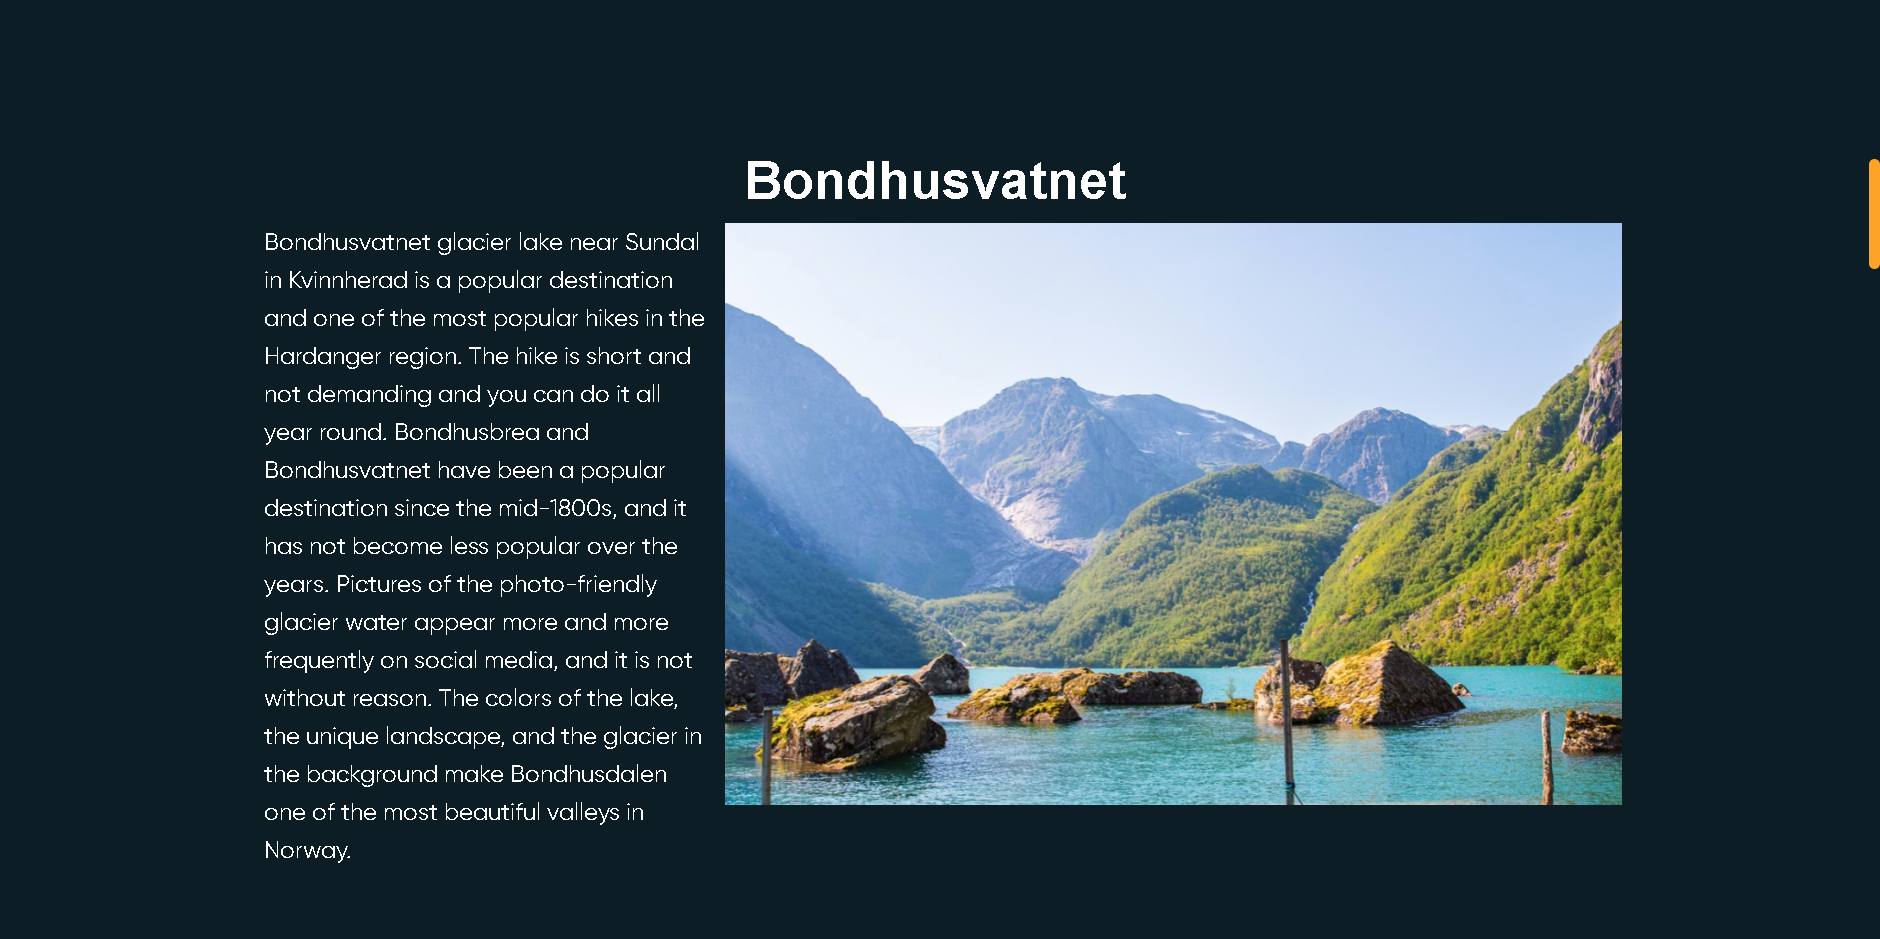 Bondhusvatnet
Bondhusvatnet glacier lake near Sundal
in Kvinnherad is a popular destination
and one of the most popular hikes in the
Hardanger region. The hike is short and
not demanding and you can do it all
year round. Bondhusbrea and
Bondhusvatnet have been a popular
destination since the mid-1800s, and it
has not become less popular over the
years. Pictures of the photo-friendly
glacier water appear more and more
frequently on social media, and it is not
without reason. The colors of the lake,
the unique landscape, and the glacier in
the background make Bondhusdalen
one of the most beautiful valleys in
Norway.